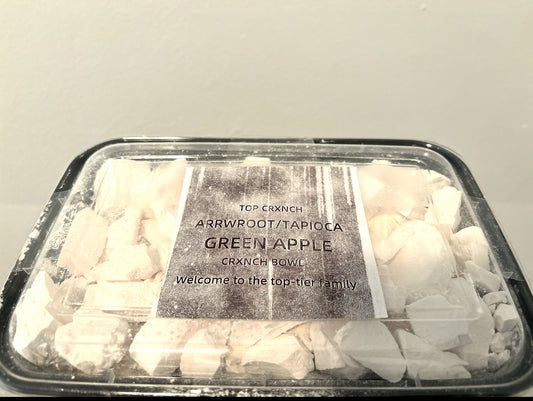 TOP CRXNCH
ARRWROOT/TAPIOCA
GREEN APPLE
CRXNCH BOWL
Welcome to the top-tier family